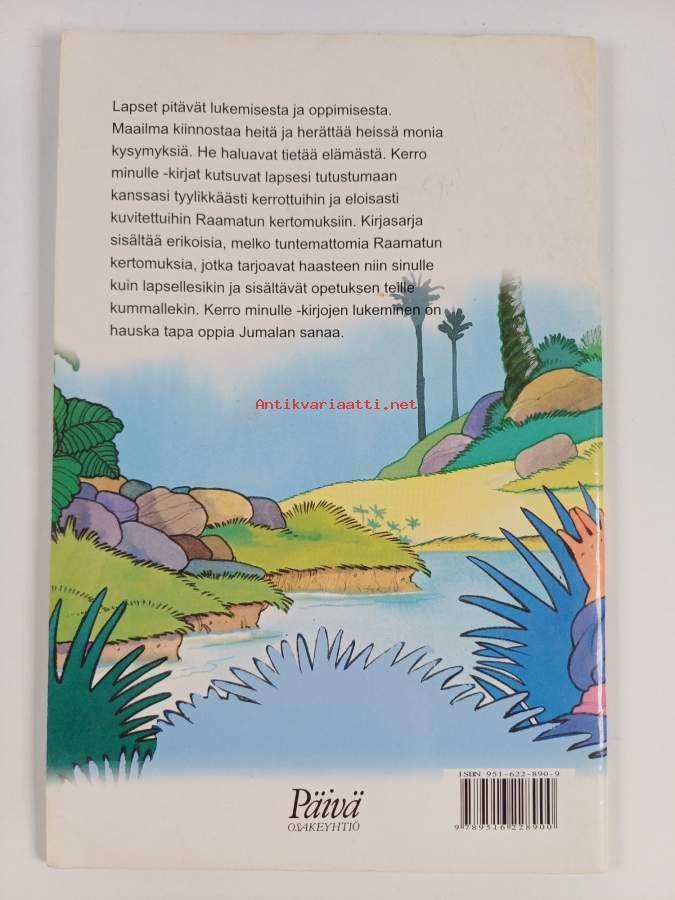 Lapset pitävät lukemisesta ja oppimisesta.
Maailma kiinnostaa heitä ja herättää heissä monia
kysymyksiä. He haluavat tietää elämästä. Kerro
minulle -kirjat kutsuvat lapsesi tutustumaan
kanssasi tyylikkäästi kerrottuihin ja eloisasti
kuvitettuihin Raamatun kertomuksiin. Kirjasarja
sisältää erikoisia, melko tuntemattomia Raamatun
kertomuksia, jotka tarjoavat haasteen niin sinulle
kuin lapsellesikin ja sisältävät opetuksen teille
kummallekin. Kerro minulle -kirjojen lukeminen on
hauska tapa oppia Jumalan sanaa.
Antikvariaatti.net
Päivä
OSAKEYHTIÖ
ISBN 951-622-890-9
9 789516 228900